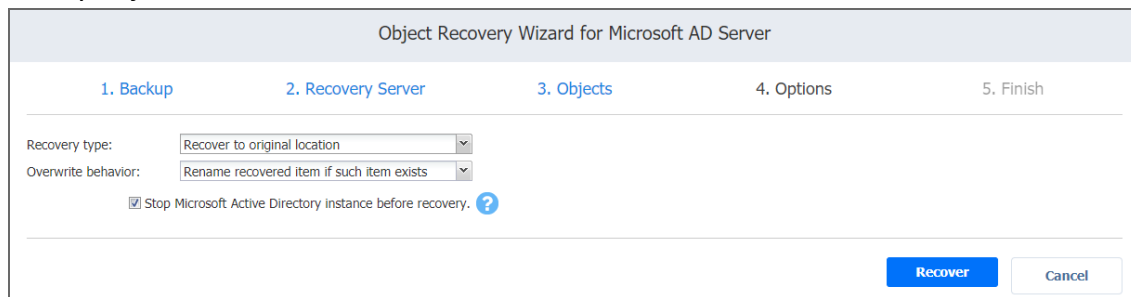 Object Recovery Wizard for Microsoft AD Server
1. Backup 2. Recovery Server 3. Objects 4. Options 5. Finish
Recovery type: Recover to original location
Overwrite behavior: Rename recovered item if such item exists
Stop Microsoft Active Directory instance before recovery. ?
Recover Cancel